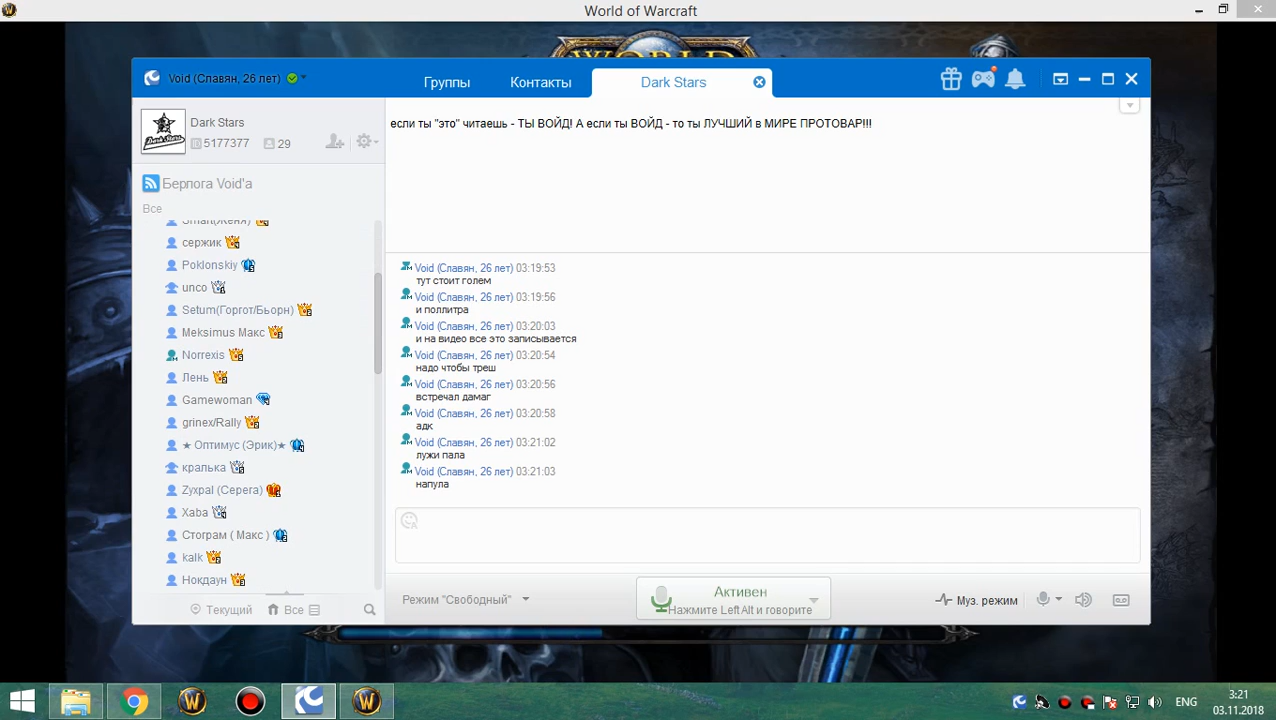 World of Warcraft
Void (Славян, 26 лет)
Группы
Контакты
Dark Stars
Dark Stars
5177377
29
Берлога Void'а
Все
Smart(Женя)
сержик
Poklonskiy
unco
Setum(Горгот/Бьорн)
Meksimus Макс
Norrexis
Лень
Gamewoman
grinex/Rally
★ Оптимус (Эрик)★
кралька
Zyxpal (Серега)
Xaba
Стограм ( Макс )
kalk
Нокдаун
Текущий
Все
если ты "это" читаешь - ТЫ ВОЙД! А если ты ВОЙД - то ты ЛУЧШИЙ в МИРЕ ПРОТОВАР!!!
Void (Славян, 26 лет) 03:19:53
тут стоит голем
Void (Славян, 26 лет) 03:19:56
и поллитра
Void (Славян, 26 лет) 03:20:03
и на видео все это записывается
Void (Славян, 26 лет) 03:20:54
надо чтобы треш
Void (Славян, 26 лет) 03:20:56
встречал дамаг
Void (Славян, 26 лет) 03:20:58
адк
Void (Славян, 26 лет) 03:21:02
лужи пала
Void (Славян, 26 лет) 03:21:03
напула
Режим "Свободный"
Активен
Нажмите Left Alt и говорите
Муз. режим
ENG
3:21
03.11.2018